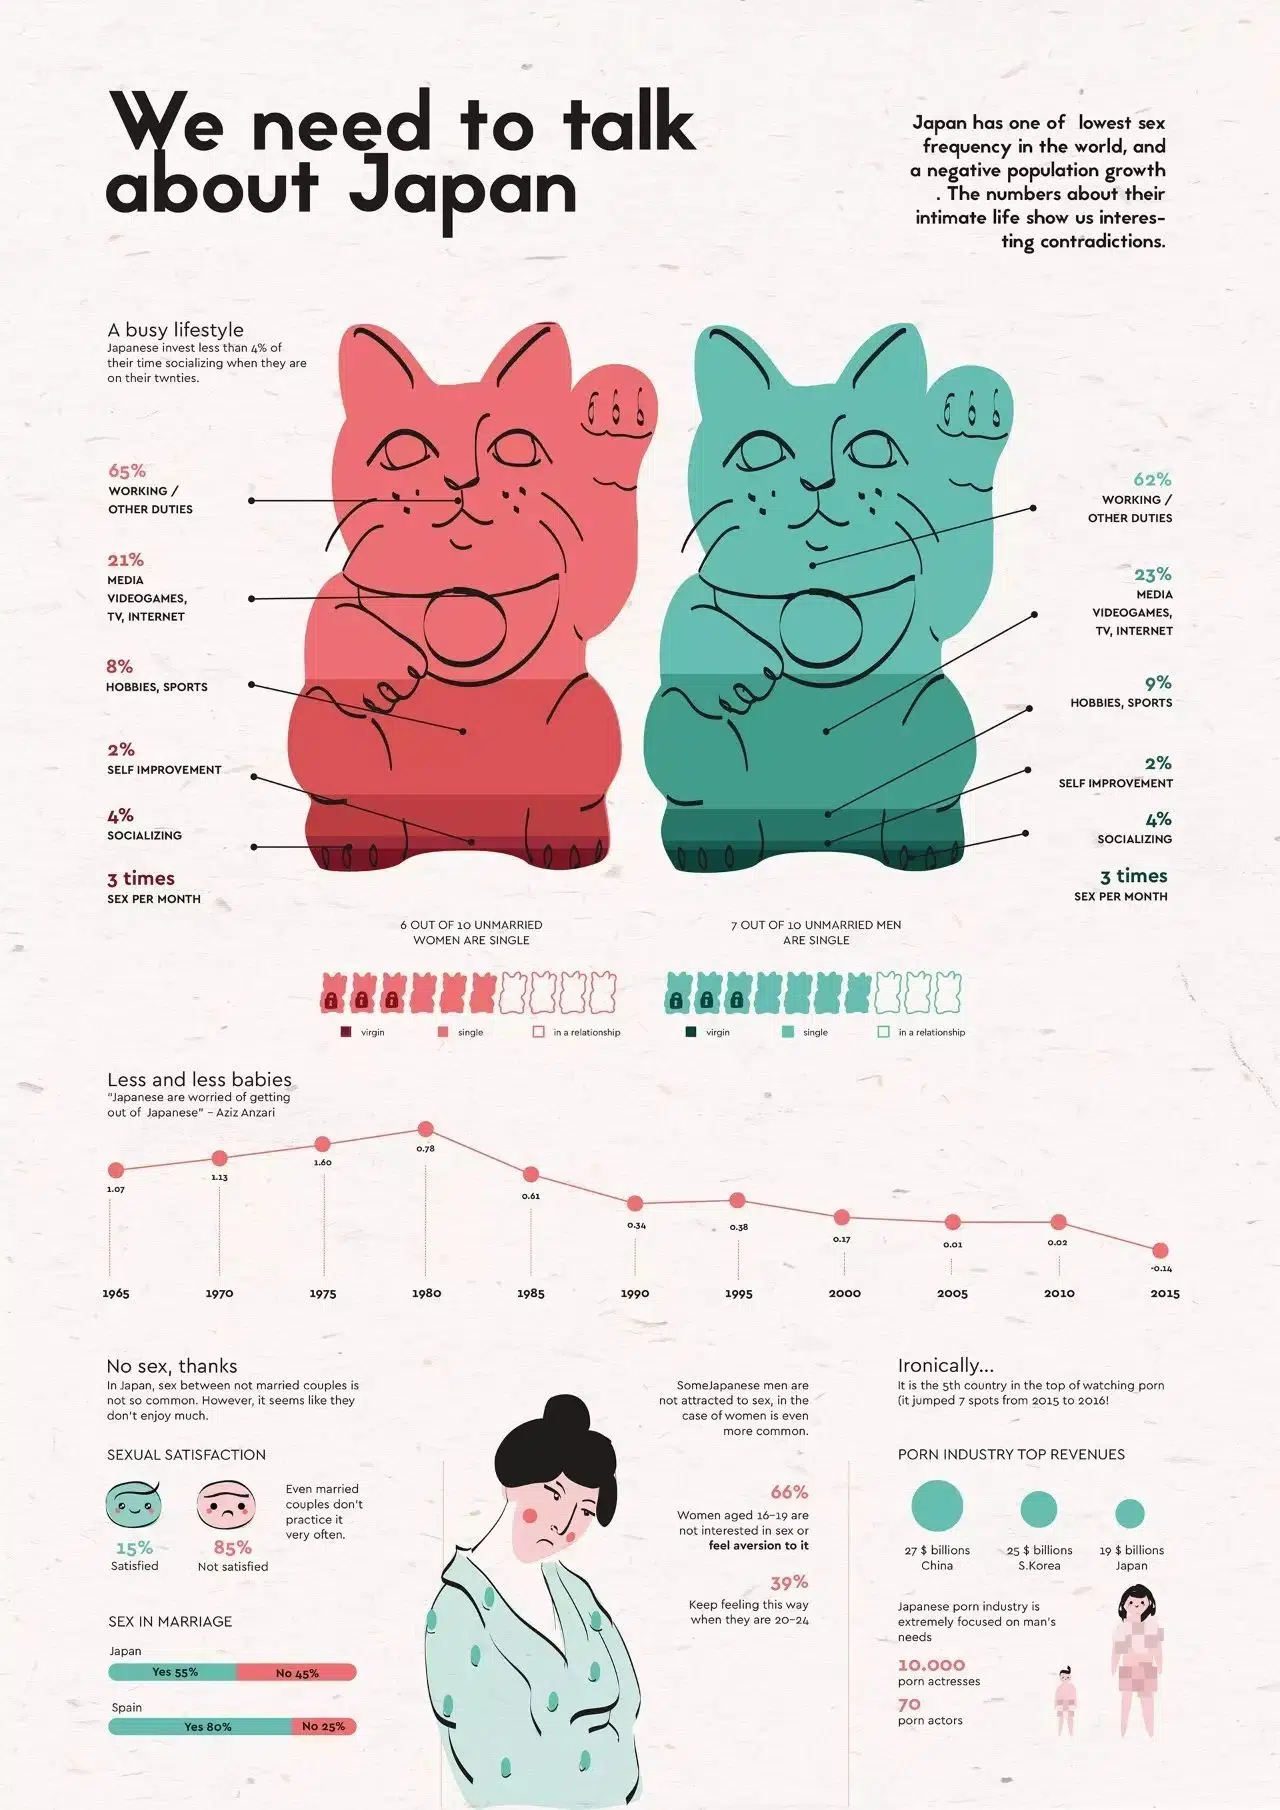 We need to talk
about Japan
Japan has one of lowest sex
frequency in the world, and
a negative population growth
. The numbers about their
intimate life show us interes-
ting contradictions.
A busy lifestyle
Japanese invest less than 4% of
their time socializing when they are
on their twnties.
65%
WORKING /
OTHER DUTIES
21%
MEDIA
VIDEOGAMES,
TV, INTERNET
8%
HOBBIES, SPORTS
2%
SELF IMPROVEMENT
4%
SOCIALIZING
3 times
SEX PER MONTH
62%
WORKING /
OTHER DUTIES
23%
MEDIA
VIDEOGAMES,
TV, INTERNET
9%
HOBBIES, SPORTS
2%
SELF IMPROVEMENT
4%
SOCIALIZING
3 times
SEX PER MONTH
6 OUT OF 10 UNMARRIED
WOMEN ARE SINGLE
virgin single in a relationship
7 OUT OF 10 UNMARRIED MEN
ARE SINGLE
virgin single in a relationship
Less and less babies
"Japanese are worried of getting
out of Japanese" - Aziz Anzari
1.07 1.13 1.60 0.78 0.61 0.34 0.38 0.17 0.01 0.02 -0.14
1965 1970 1975 1980 1985 1990 1995 2000 2005 2010 2015
No sex, thanks
In Japan, sex between not married couples is
not so common. However, it seems like they
don't enjoy much.
SEXUAL SATISFACTION
15%
Satisfied
85%
Not satisfied
Even married
couples don't
practice it
very often.
SEX IN MARRIAGE
Japan
Yes 55% No 45%
Spain
Yes 80% No 25%
SomeJapanese men are
not attracted to sex, in the
case of women is even
more common.
66%
Women aged 16-19 are
not interested in sex or
feel aversion to it
39%
Keep feeling this way
when they are 20-24
Ironically...
It is the 5th country in the top of watching porn
(it jumped 7 spots from 2015 to 2016!
PORN INDUSTRY TOP REVENUES
27 $ billions
China
25 $ billions
S.Korea
19 $ billions
Japan
Japanese porn industry is
extremely focused on man's
needs
10.000
porn actresses
70
porn actors